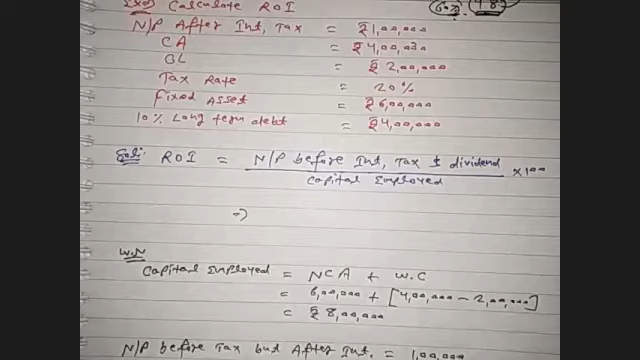 Calculate ROI
N/P After Int, Tax = ₹1,00,000
CA = ₹4,00,000
CL = ₹2,00,000
Tax Rate = 20%
Fixed Asset = ₹6,00,000
10% Long term debt = ₹4,00,000
Sol: ROI = N/P before Int, Tax & dividend × 100
Capital Employed
⇒
W.N
Capital Employed = NCA + W.C
= 6,00,000 + [4,00,000 - 2,00,000]
= ₹ 8,00,000
N/P before Tax but After Int. = 1,00,000